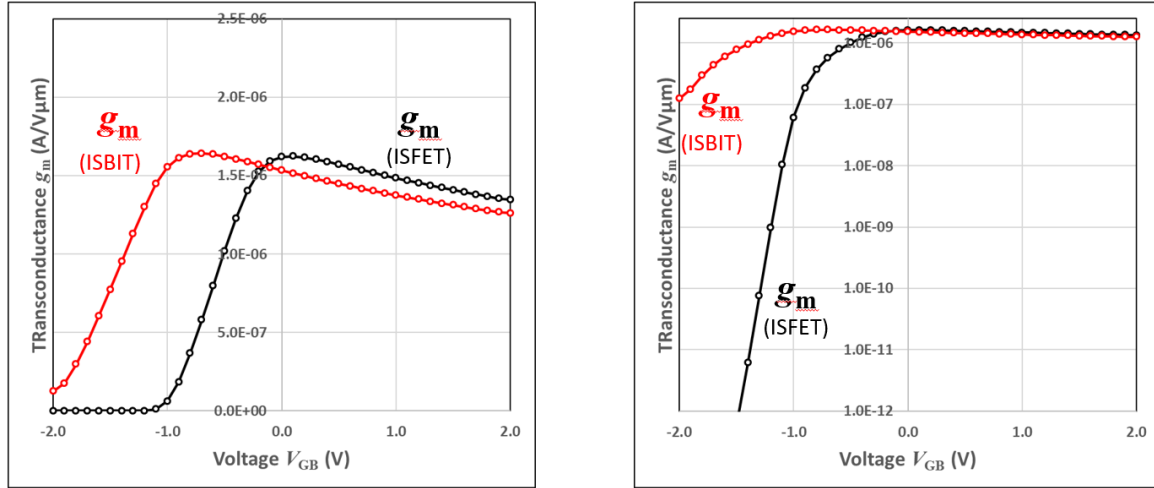 TRansconductance gm (A/Vμm)
2.5E-06
2.0E-06
1.5E-06
1.0E-06
5.0E-07
0.0E+00
gm
(ISBIT)
gm
(ISFET)
-2.0 -1.0 0.0 1.0 2.0
Voltage VGB (V)
TRansconductance gm (A/Vμm)
1.0E-06
1.0E-07
1.0E-08
1.0E-09
1.0E-10
1.0E-11
1.0E-12
gm
(ISBIT)
gm
(ISFET)
-2.0 -1.0 0.0 1.0 2.0
Voltage VGB (V)